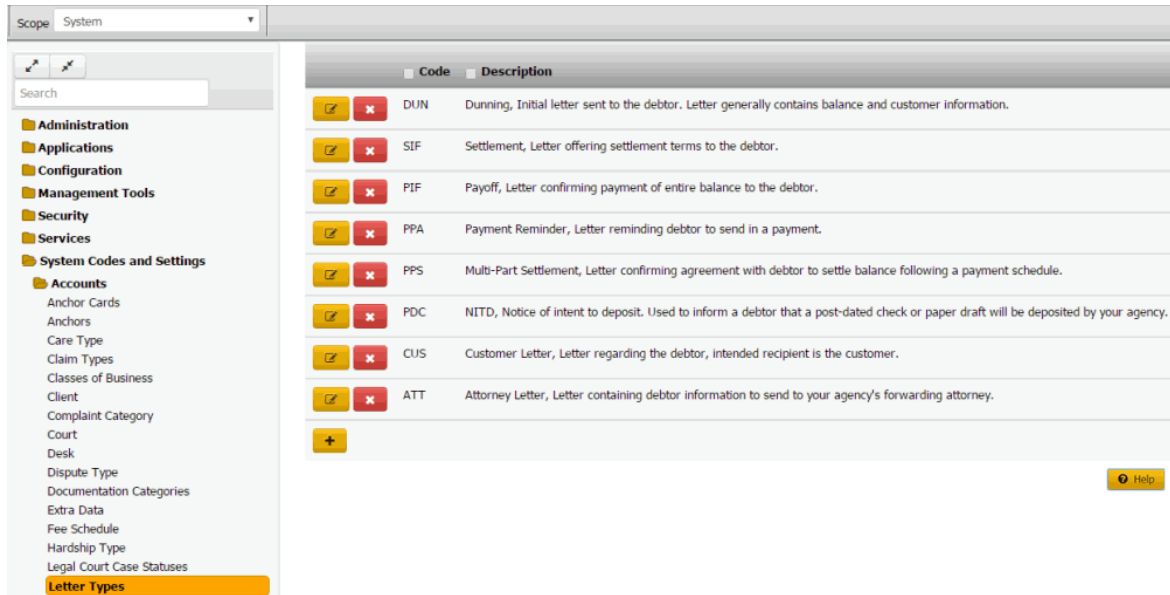 Scope System
Search
Administration
Applications
Configuration
Management Tools
Security
Services
System Codes and Settings
Accounts
Anchor Cards
Anchors
Care Type
Claim Types
Classes of Business
Client
Complaint Category
Court
Desk
Dispute Type
Documentation Categories
Extra Data
Fee Schedule
Hardship Type
Legal Court Case Statuses
Letter Types
Code Description
DUN Dunning, Initial letter sent to the debtor. Letter generally contains balance and customer information.
SIF Settlement, Letter offering settlement terms to the debtor.
PIF Payoff, Letter confirming payment of entire balance to the debtor.
PPA Payment Reminder, Letter reminding debtor to send in a payment.
PPS Multi-Part Settlement, Letter confirming agreement with debtor to settle balance following a payment schedule.
PDC NITD, Notice of intent to deposit. Used to inform a debtor that a post-dated check or paper draft will be deposited by your agency.
CUS Customer Letter, Letter regarding the debtor, intended recipient is the customer.
ATT Attorney Letter, Letter containing debtor information to send to your agency's forwarding attorney.
Help